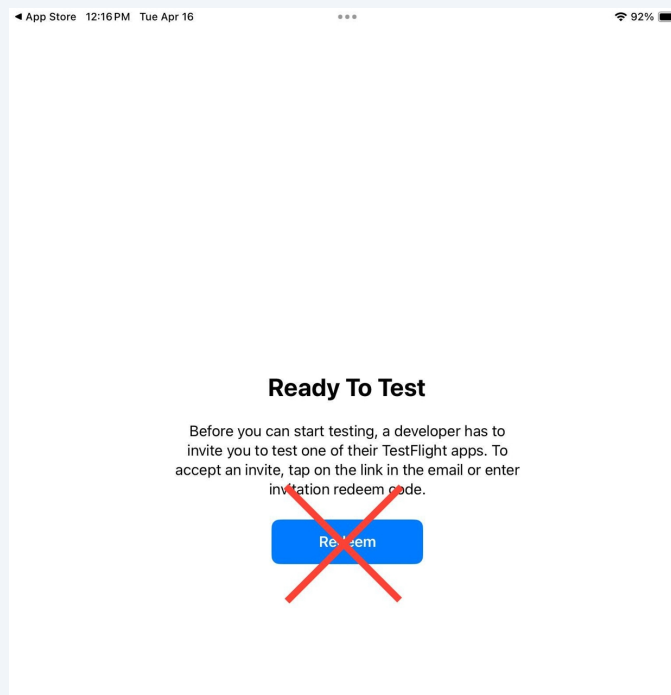 ◀ App Store 12:16 PM Tue Apr 16
92%
Ready To Test
Before you can start testing, a developer has to
invite you to test one of their TestFlight apps. To
accept an invite, tap on the link in the email or enter
invitation redeem code.
Redeem